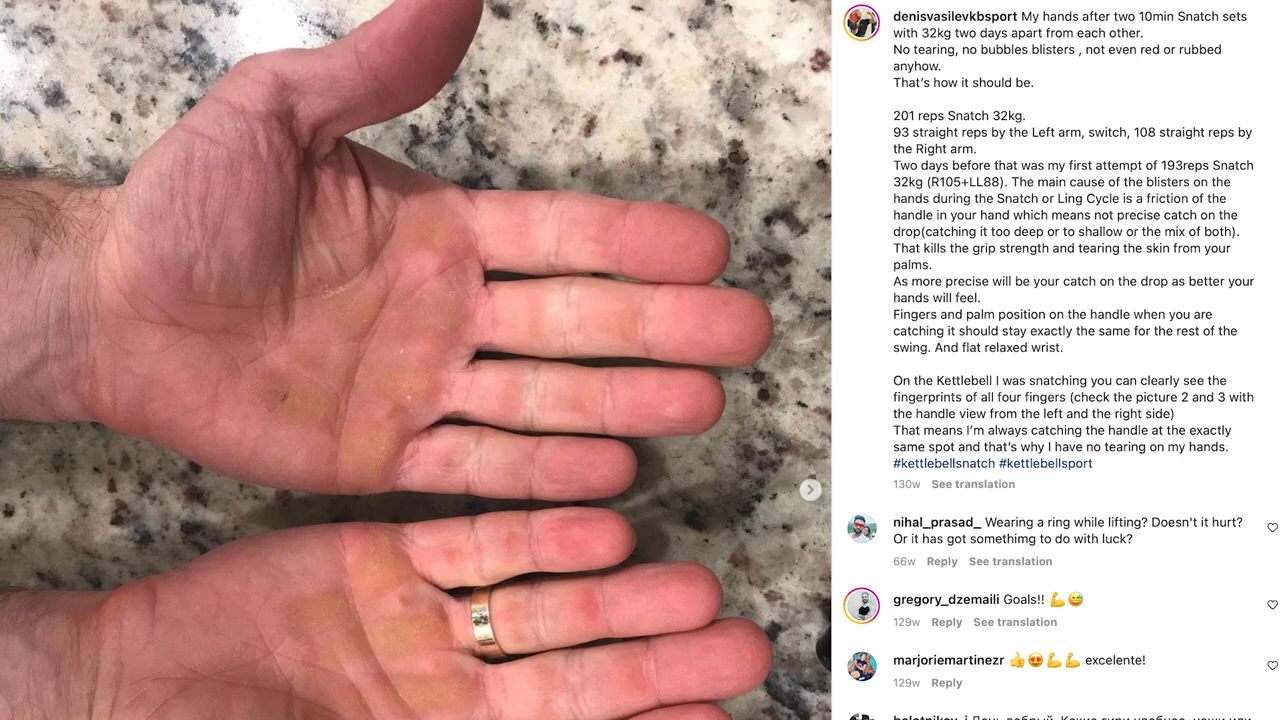 denisvasilevkbsport My hands after two 10min Snatch sets
with 32kg two days apart from each other.
No tearing, no bubbles blisters , not even red or rubbed
anyhow.
That's how it should be.
201 reps Snatch 32kg.
93 straight reps by the Left arm, switch, 108 straight reps by
the Right arm.
Two days before that was my first attempt of 193reps Snatch
32kg (R105+LL88). The main cause of the blisters on the
hands during the Snatch or Ling Cycle is a friction of the
handle in your hand which means not precise catch on the
drop(catching it too deep or to shallow or the mix of both).
That kills the grip strength and tearing the skin from your
palms.
As more precise will be your catch on the drop as better your
hands will feel.
Fingers and palm position on the handle when you are
catching it should stay exactly the same for the rest of the
swing. And flat relaxed wrist.
On the Kettlebell I was snatching you can clearly see the
fingerprints of all four fingers (check the picture 2 and 3 with
the handle view from the left and the right side)
That means I'm always catching the handle at the exactly
same spot and that's why I have no tearing on my hands.
#kettlebellsnatch #kettlebellsport
130w See translation
nihal_prasad_ Wearing a ring while lifting? Doesn't it hurt?
Or it has got somethimg to do with luck?
66w Reply See translation
gregory_dzemaili Goals!! 💪😅
129w Reply See translation
marjoriemartinezr 👍😍💪💪 excelente!
129w Reply